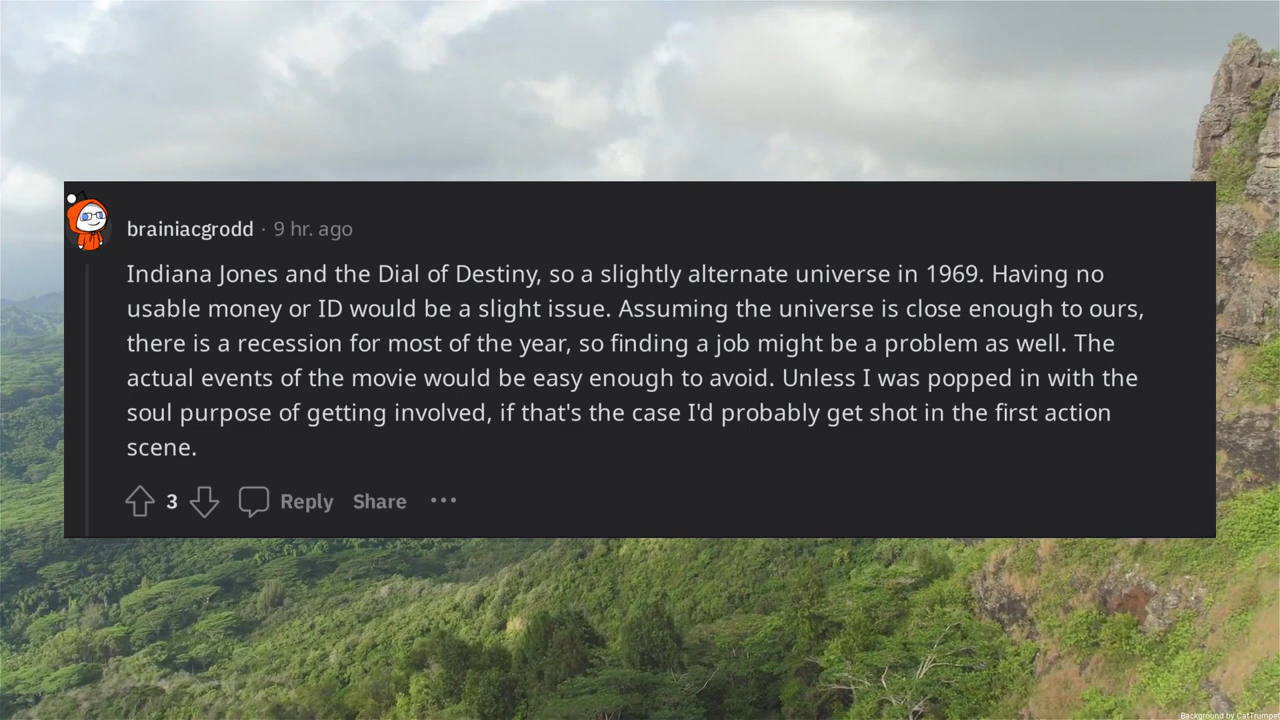 brainiacgrodd · 9 hr. ago
Indiana Jones and the Dial of Destiny, so a slightly alternate universe in 1969. Having no
usable money or ID would be a slight issue. Assuming the universe is close enough to ours,
there is a recession for most of the year, so finding a job might be a problem as well. The
actual events of the movie would be easy enough to avoid. Unless I was popped in with the
soul purpose of getting involved, if that's the case I'd probably get shot in the first action
scene.
3 Reply Share ···
Background by CatTrumpet